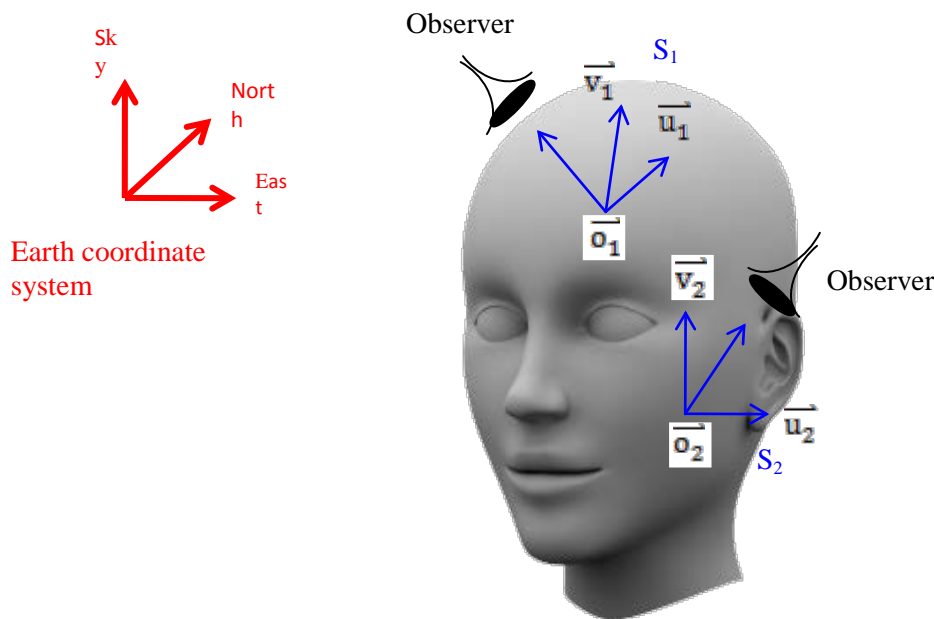 Observer
Sk
y
S1
v1
Nort
h
u1
Eas
t
o1
Earth coordinate
system
v2
Observer
o2
u2
S2